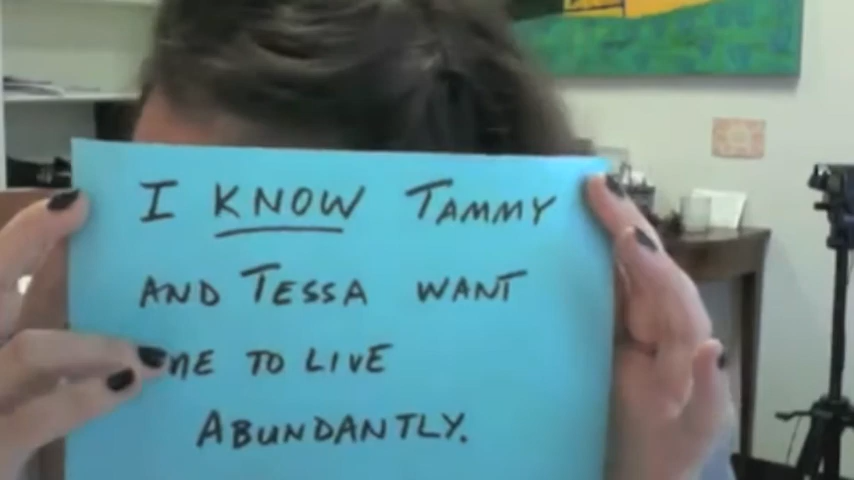 I KNOW TAMMY
AND TESSA WANT
ME TO LIVE
ABUNDANTLY.